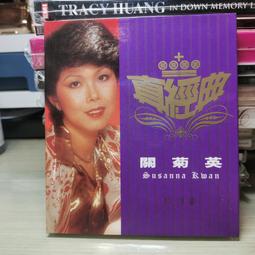 TRACY HUANG IN DOWN MEMORY L
真經典
關菊英
Susanna Kwan